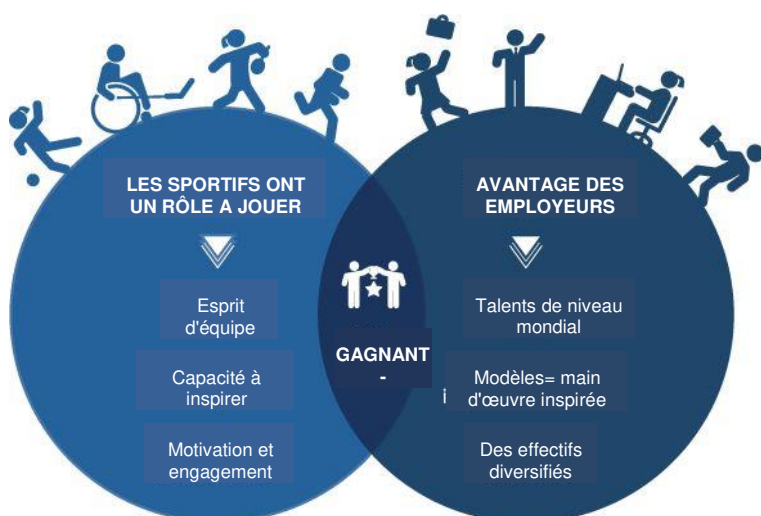 LES SPORTIFS ONT
UN RÔLE A JOUER
Esprit
d'équipe
Capacité à
inspirer
Motivation et
engagement
GAGNANT
-
AVANTAGE DES
EMPLOYEURS
Talents de niveau
mondial
Modèles= main
d'œuvre inspirée
Des effectifs
diversifiés